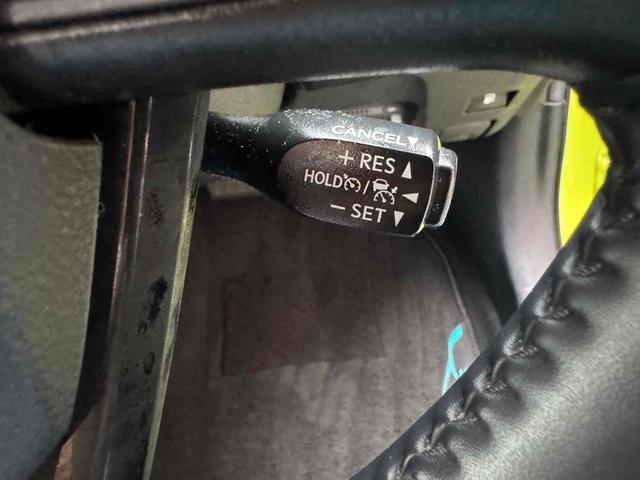 CANCEL▼
+ RES ▲
HOLD / ◄
− SET ▼